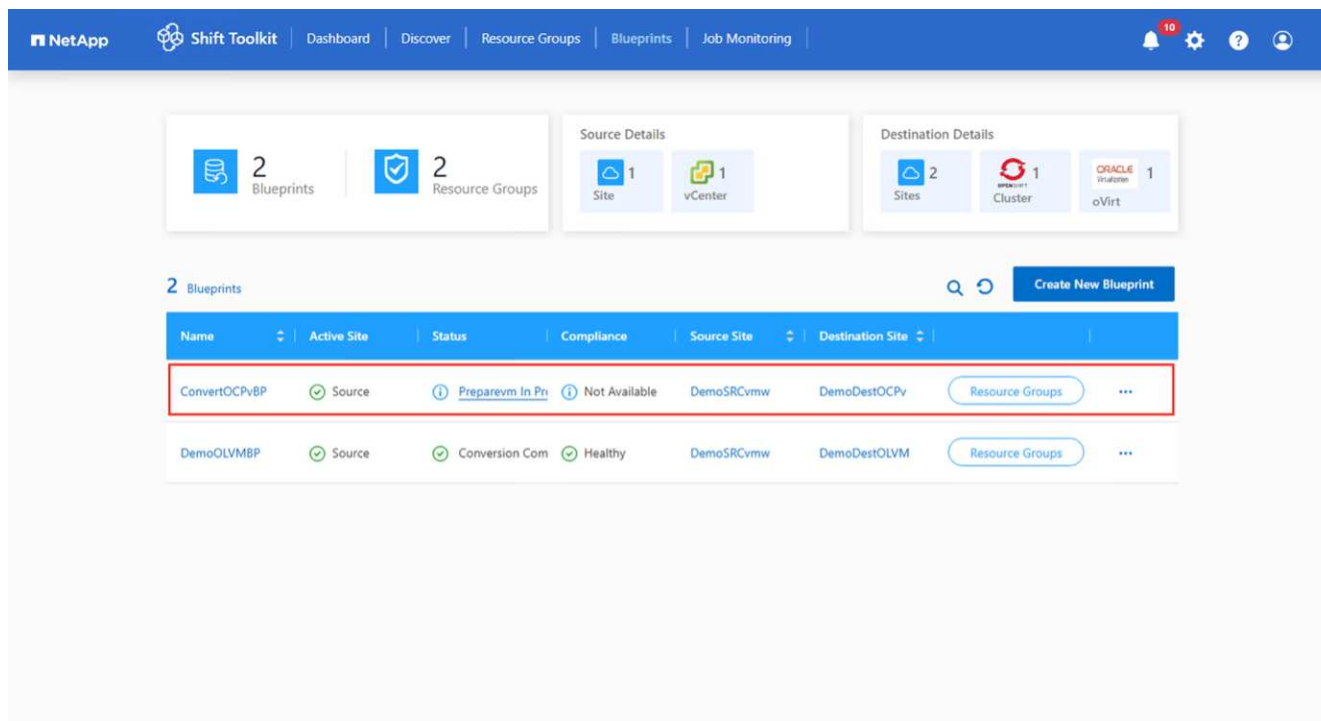 NetApp Shift Toolkit Dashboard Discover Resource Groups Blueprints Job Monitoring 10 ?
Source Details
Destination Details
2 Blueprints
2 Resource Groups
1 Site
1 vCenter
2 Sites
OPENSHIFT 1 Cluster
ORACLE Virtualization 1 oVirt
2 Blueprints Create New Blueprint
Name Active Site Status Compliance Source Site Destination Site
ConvertOCPvBP Source Preparevm In Pro Not Available DemoSRCvmw DemoDestOCPv Resource Groups ...
DemoOLVMBP Source Conversion Com Healthy DemoSRCvmw DemoDestOLVM Resource Groups ...